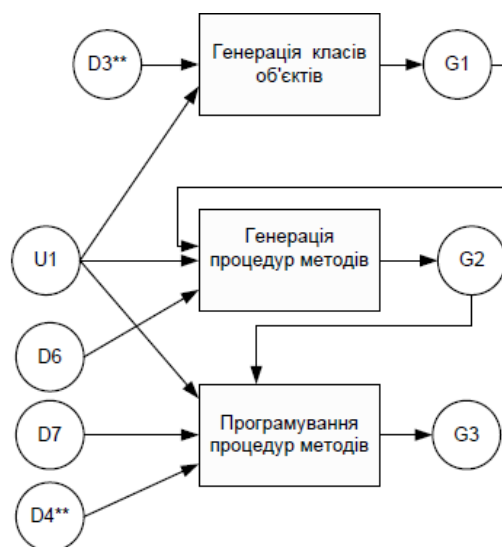 D3**
Генерація класів
об'єктів
G1
U1
Генерація
процедур методів
G2
D6
D7
Програмування
процедур методів
G3
D4**